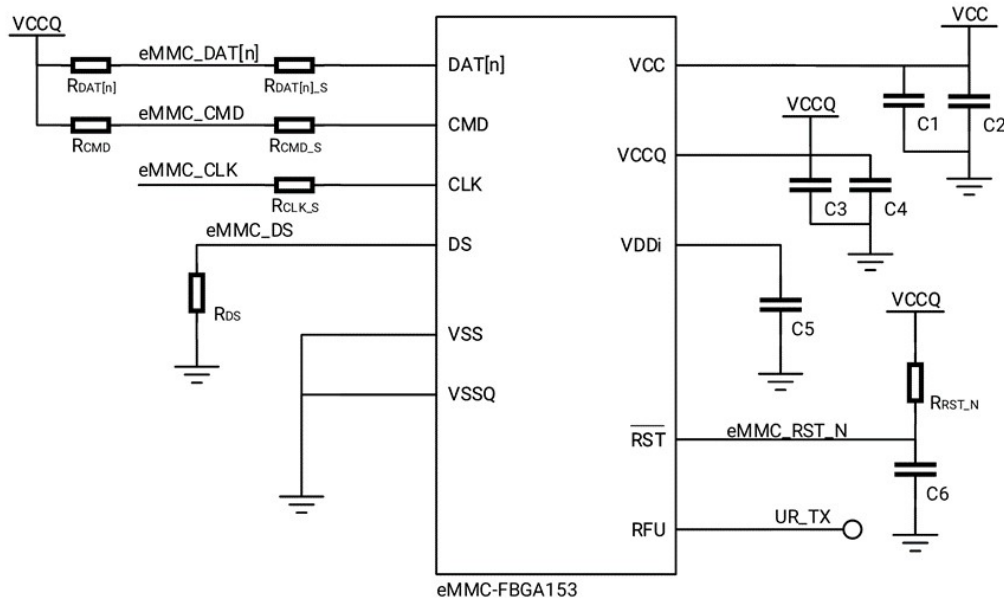 VCCQ
eMMC_DAT[n]
RDAT[n]
RDAT[n]_S
DAT[n]
eMMC_CMD
RCMD
RCMD_S
CMD
eMMC_CLK
RCLK_S
CLK
eMMC_DS
RDS
DS
VSS
VSSQ
VCC
VCC
C1
C2
VCCQ
VCCQ
C3
C4
VDDi
C5
VCCQ
RRST_N
RST
eMMC_RST_N
C6
RFU
UR_TX
eMMC-FBGA153